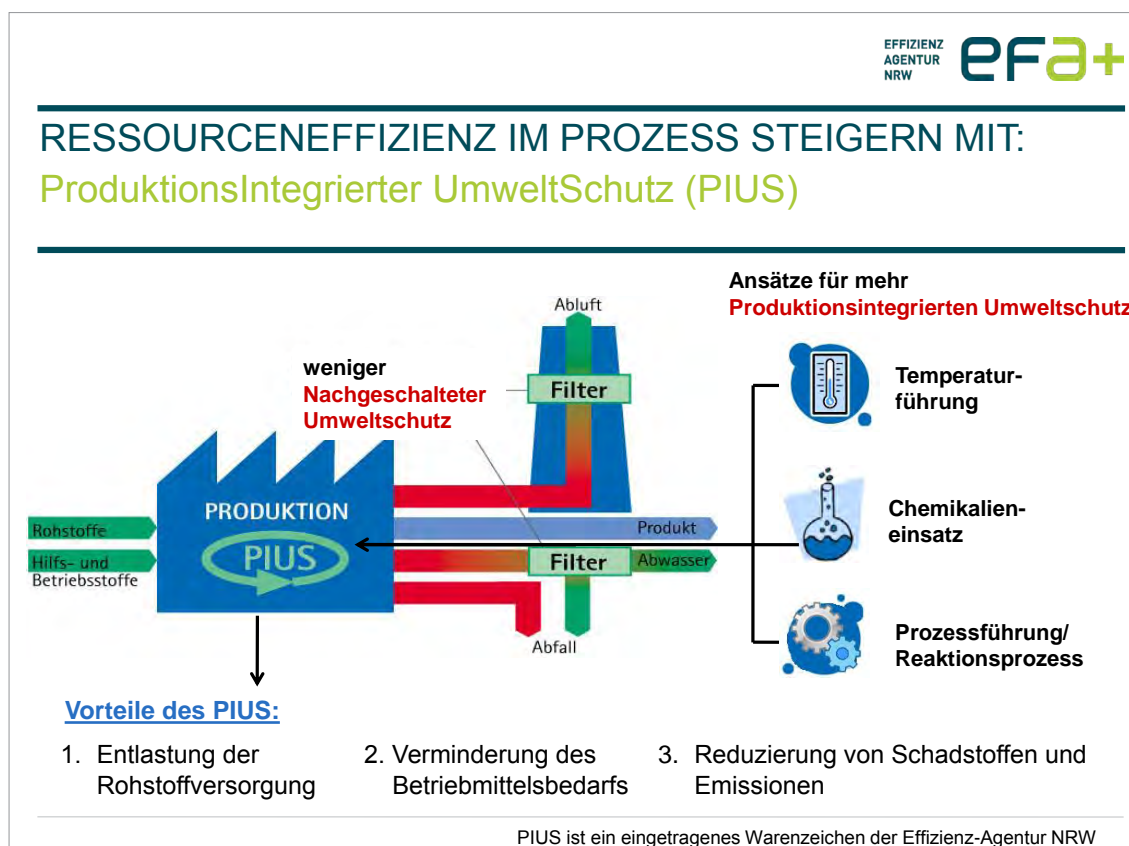 EFFIZIENZ
AGENTUR
NRW
efa+
RESSOURCENEFFIZIENZ IM PROZESS STEIGERN MIT:
ProduktionsIntegrierter UmweltSchutz (PIUS)
Ansätze für mehr
Produktionsintegrierten Umweltschutz
Abluft
weniger
Nachgeschalteter
Umweltschutz
Filter
Temperatur-
führung
PRODUKTION
PIUS
Rohstoffe
Hilfs- und
Betriebsstoffe
Produkt
Filter
Abwasser
Abfall
Chemikalien-
einsatz
Prozessführung/
Reaktionsprozess
Vorteile des PIUS:
1. Entlastung der
Rohstoffversorgung
2. Verminderung des
Betriebmittelsbedarfs
3. Reduzierung von Schadstoffen und
Emissionen
PIUS ist ein eingetragenes Warenzeichen der Effizienz-Agentur NRW